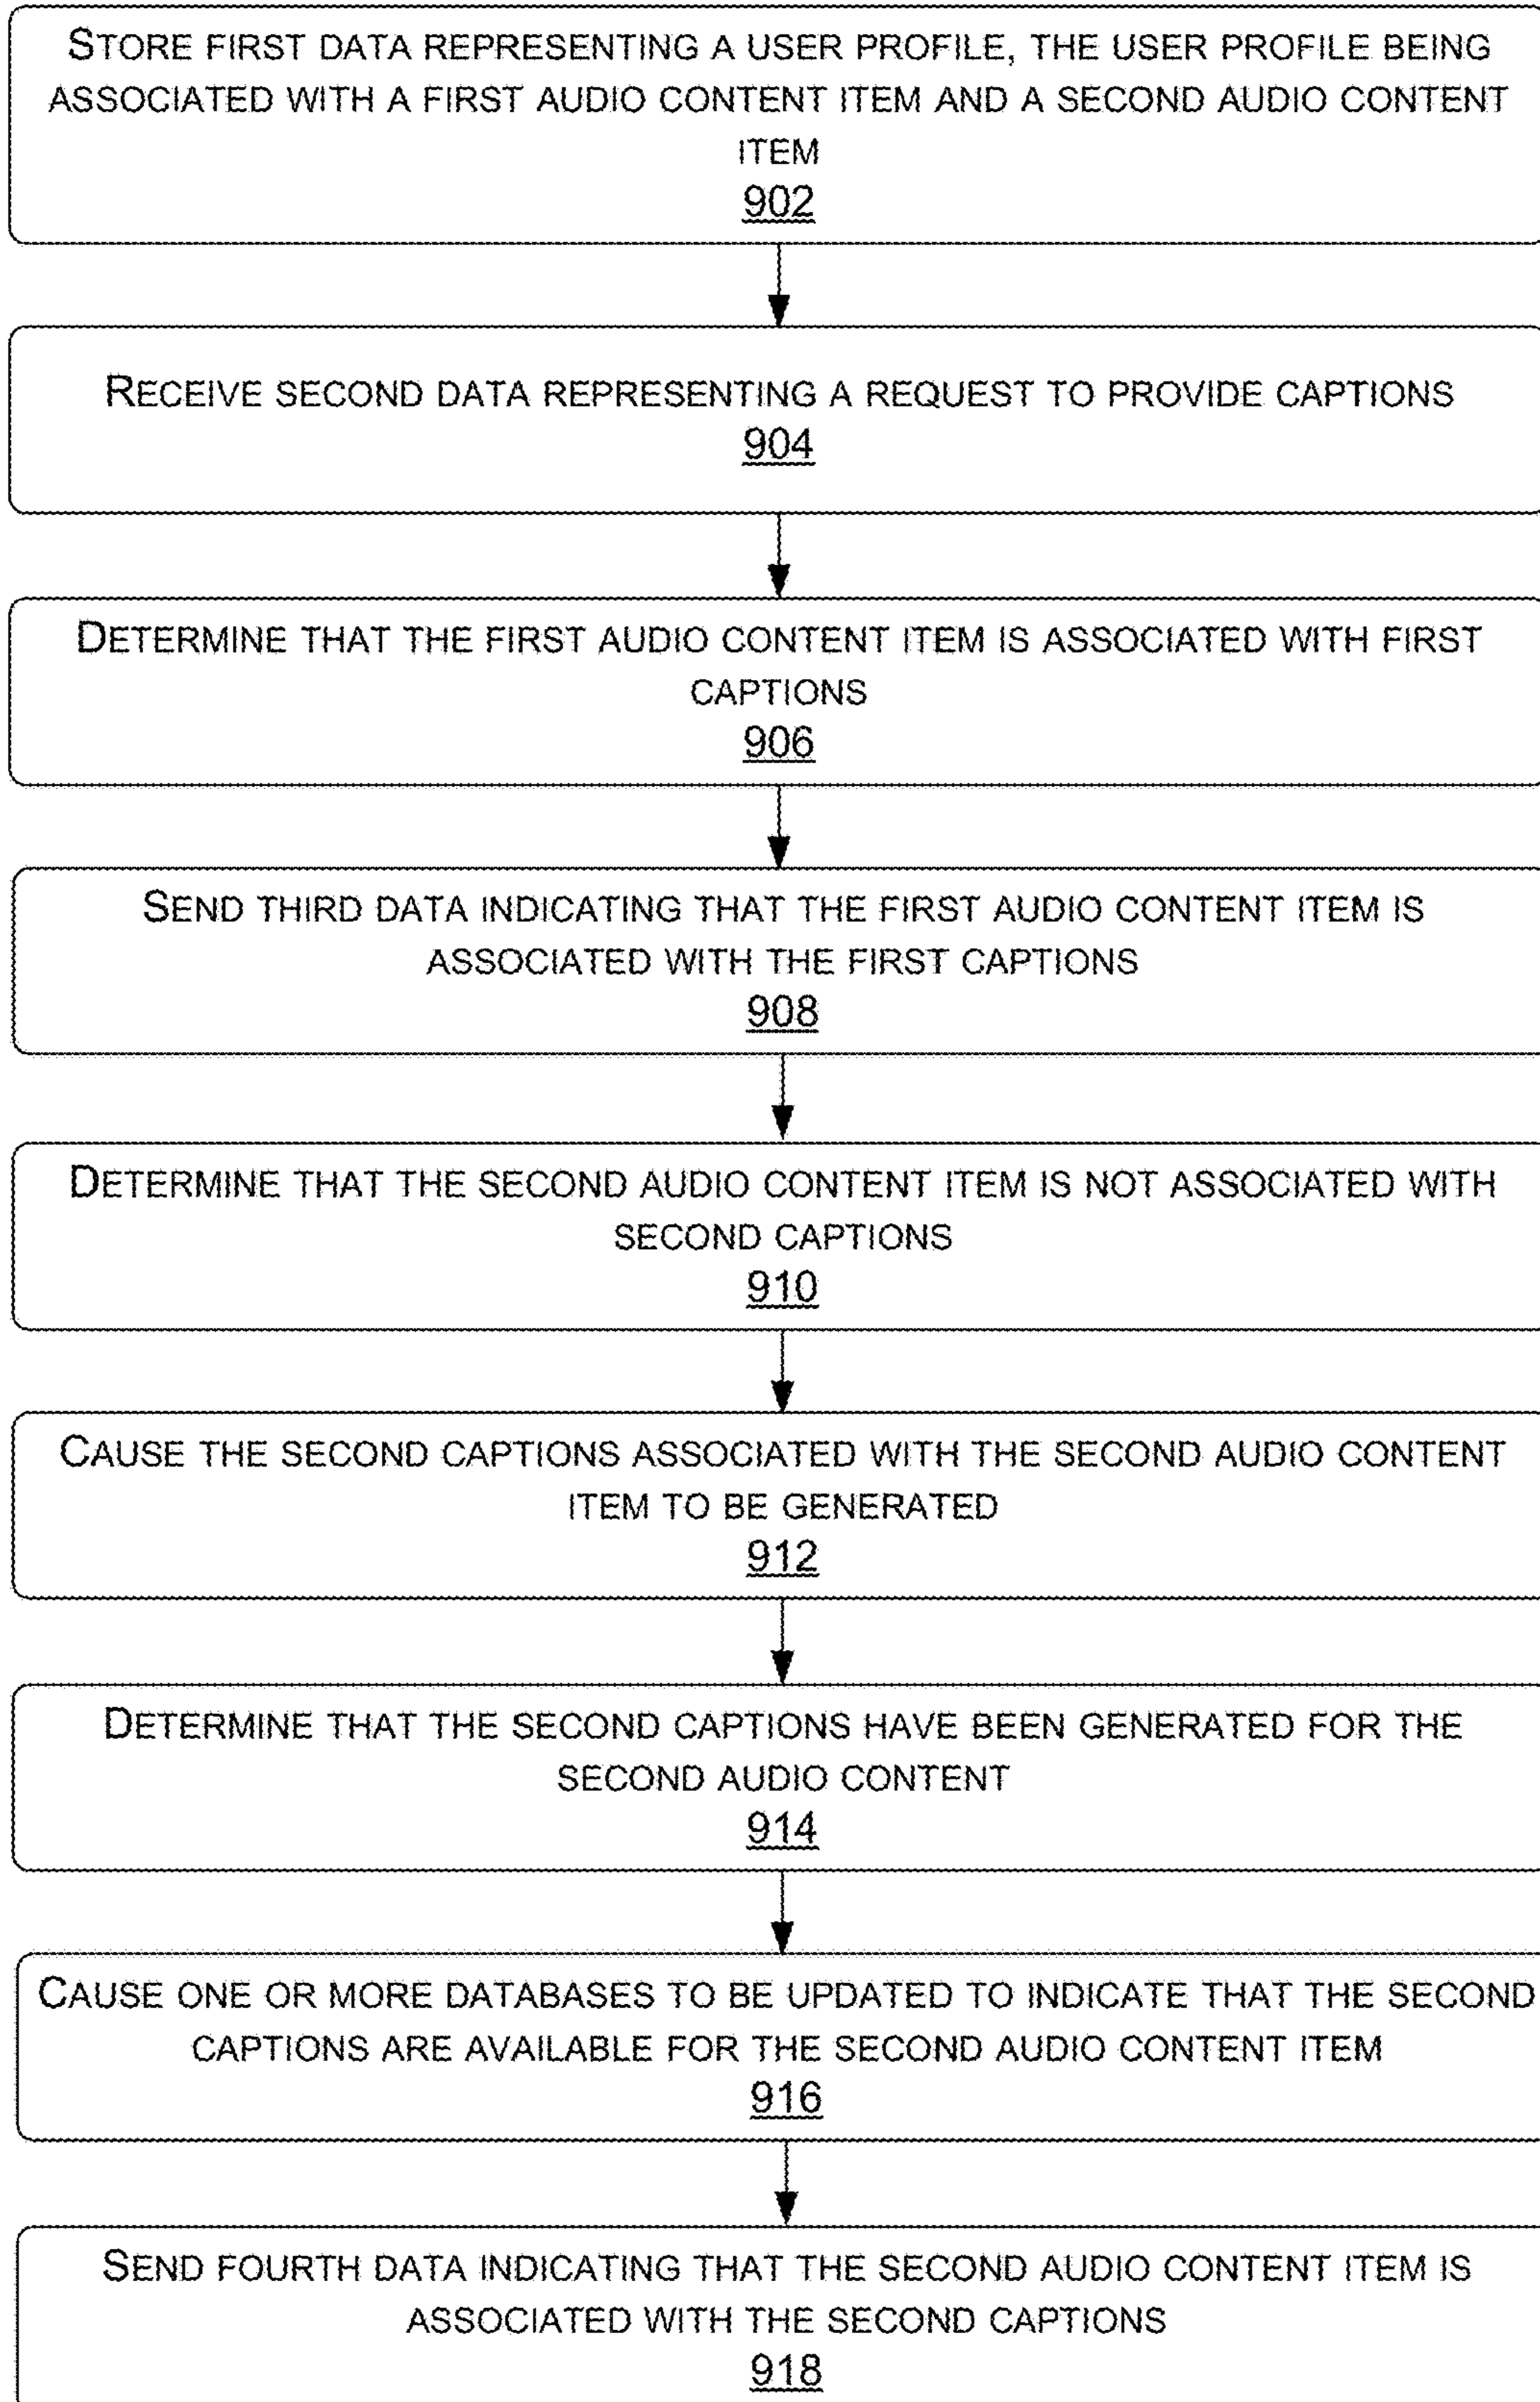 STORE FIRST DATA REPRESENTING A USER PROFILE, THE USER PROFILE BEING
ASSOCIATED WITH A FIRST AUDIO CONTENT ITEM AND A SECOND AUDIO CONTENT
ITEM
902
RECEIVE SECOND DATA REPRESENTING A REQUEST TO PROVIDE CAPTIONS
904
DETERMINE THAT THE FIRST AUDIO CONTENT ITEM IS ASSOCIATED WITH FIRST
CAPTIONS
906
SEND THIRD DATA INDICATING THAT THE FIRST AUDIO CONTENT ITEM IS
ASSOCIATED WITH THE FIRST CAPTIONS
908
DETERMINE THAT THE SECOND AUDIO CONTENT ITEM IS NOT ASSOCIATED WITH
SECOND CAPTIONS
910
CAUSE THE SECOND CAPTIONS ASSOCIATED WITH THE SECOND AUDIO CONTENT
ITEM TO BE GENERATED
912
DETERMINE THAT THE SECOND CAPTIONS HAVE BEEN GENERATED FOR THE
SECOND AUDIO CONTENT
914
CAUSE ONE OR MORE DATABASES TO BE UPDATED TO INDICATE THAT THE SECOND
CAPTIONS ARE AVAILABLE FOR THE SECOND AUDIO CONTENT ITEM
916
SEND FOURTH DATA INDICATING THAT THE SECOND AUDIO CONTENT ITEM IS
ASSOCIATED WITH THE SECOND CAPTIONS
918